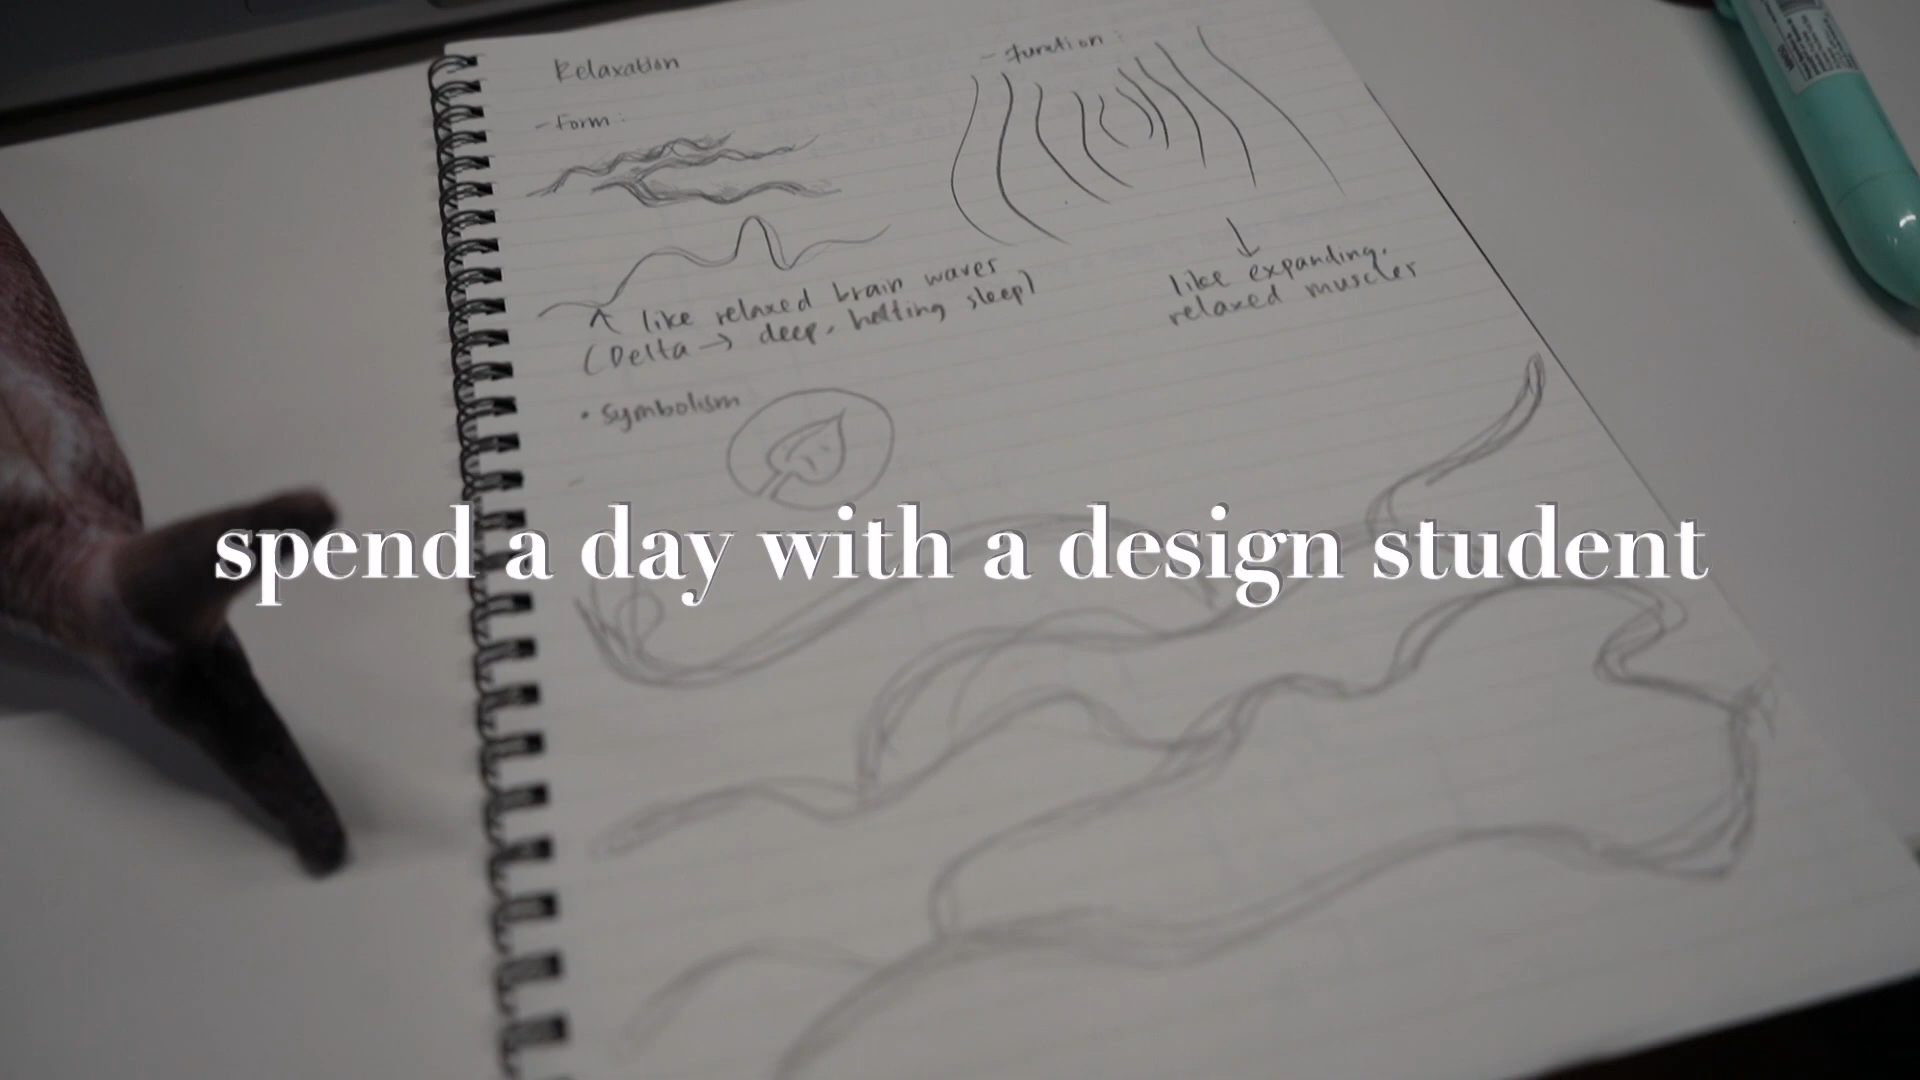 Relaxation
- Form :
- function :
like relaxed brain waves
(Delta → deep,                sleep)
like expanding,
relaxed muscles
• Symbolism
spend a day with a design student